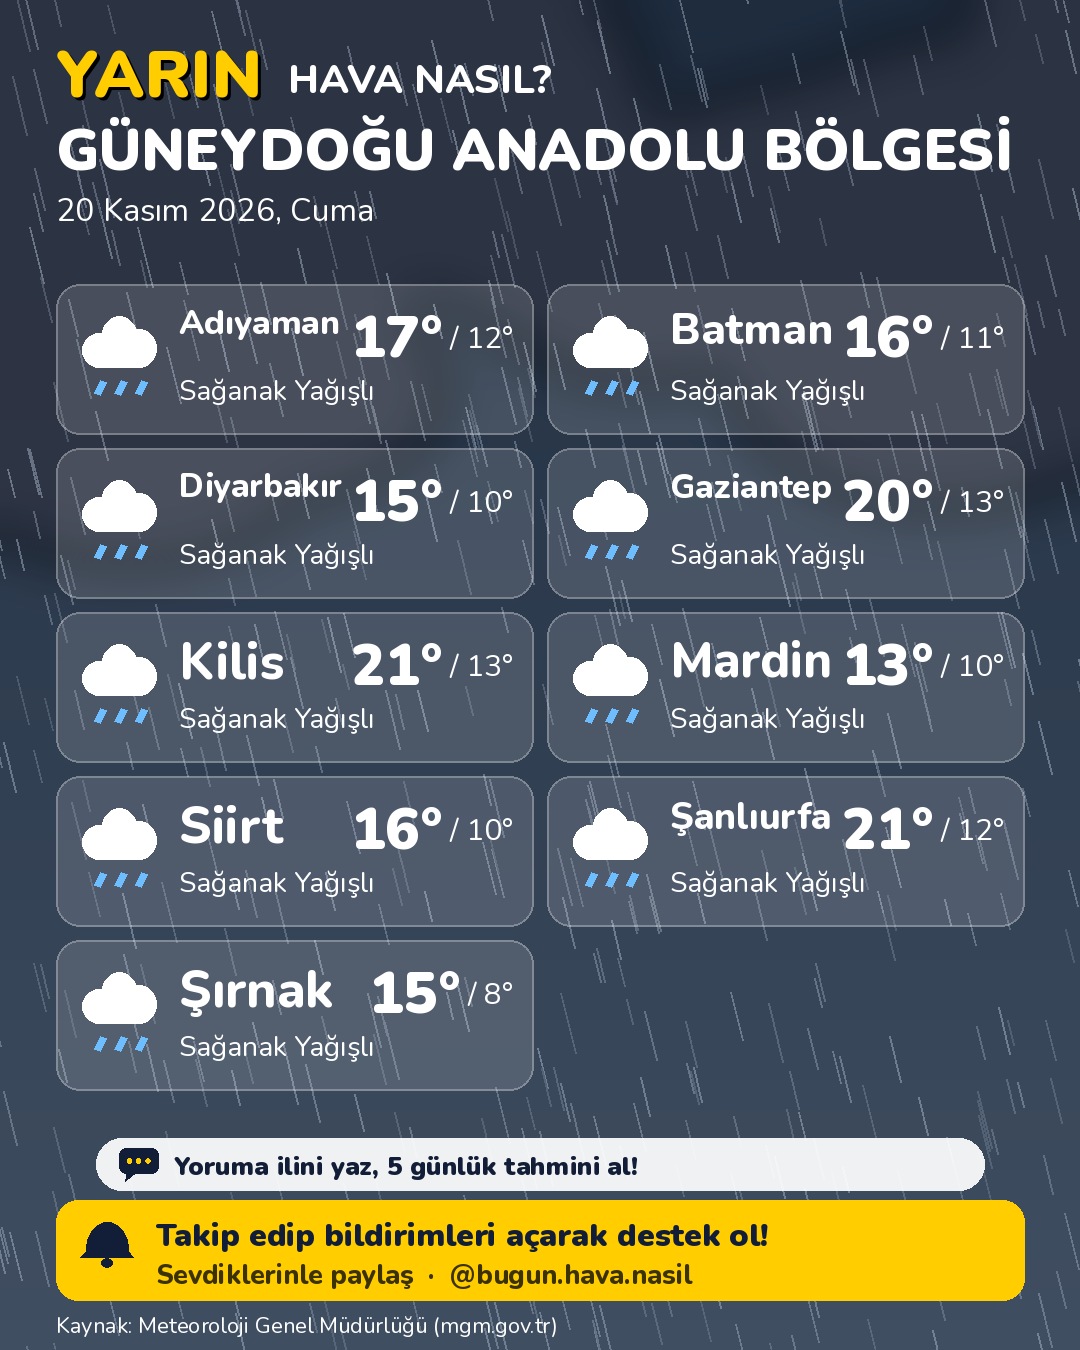 YARIN HAVA NASIL?
GÜNEYDOĞU ANADOLU BÖLGESİ
20 Kasım 2026, Cuma
Adıyaman 17° / 12°
Sağanak Yağışlı
Batman 16° / 11°
Sağanak Yağışlı
Diyarbakır 15° / 10°
Sağanak Yağışlı
Gaziantep 20° / 13°
Sağanak Yağışlı
Kilis 21° / 13°
Sağanak Yağışlı
Mardin 13° / 10°
Sağanak Yağışlı
Siirt 16° / 10°
Sağanak Yağışlı
Şanlıurfa 21° / 12°
Sağanak Yağışlı
Şırnak 15° / 8°
Sağanak Yağışlı
Yoruma ilini yaz, 5 günlük tahmini al!
Takip edip bildirimleri açarak destek ol!
Sevdiklerinle paylaş · @bugun.hava.nasil
Kaynak: Meteoroloji Genel Müdürlüğü (mgm.gov.tr)